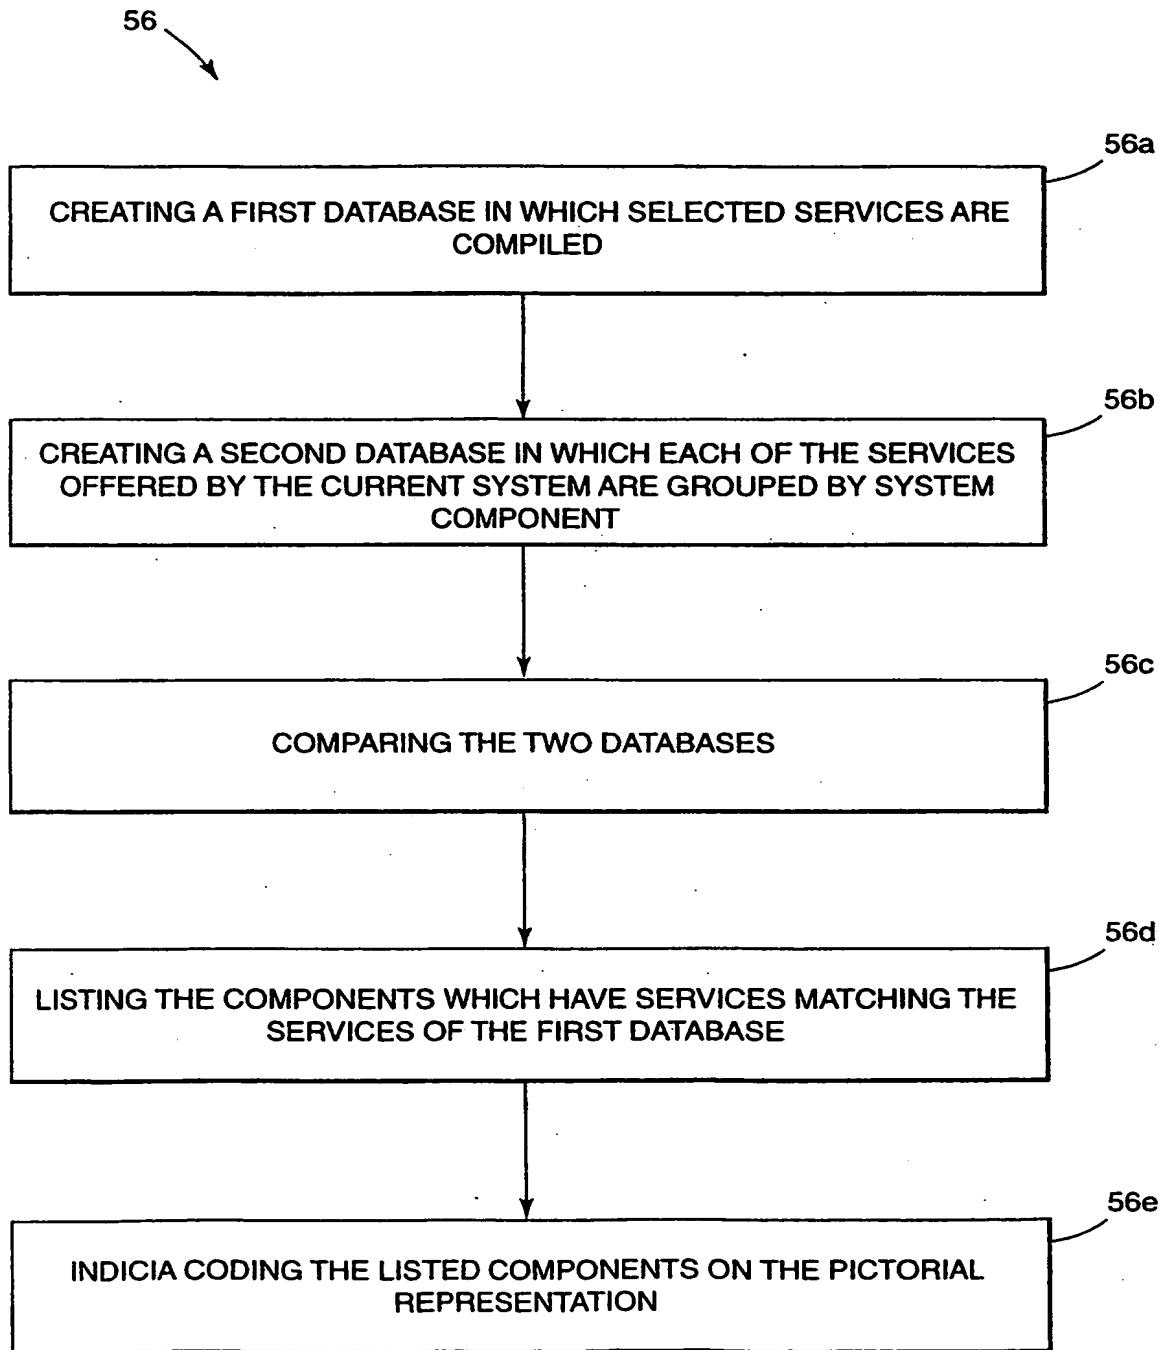 56
56a
CREATING A FIRST DATABASE IN WHICH SELECTED SERVICES ARE
COMPILED
56b
CREATING A SECOND DATABASE IN WHICH EACH OF THE SERVICES
OFFERED BY THE CURRENT SYSTEM ARE GROUPED BY SYSTEM
COMPONENT
56c
COMPARING THE TWO DATABASES
56d
LISTING THE COMPONENTS WHICH HAVE SERVICES MATCHING THE
SERVICES OF THE FIRST DATABASE
56e
INDICIA CODING THE LISTED COMPONENTS ON THE PICTORIAL
REPRESENTATION